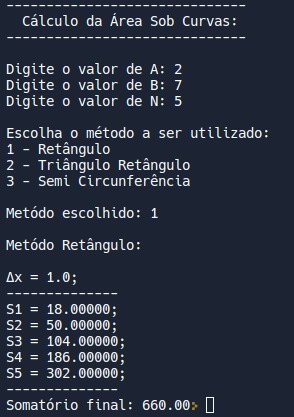 ------------------------------
Cálculo da Área Sob Curvas:
------------------------------
Digite o valor de A: 2
Digite o valor de B: 7
Digite o valor de N: 5
Escolha o método a ser utilizado:
1 - Retângulo
2 - Triângulo Retângulo
3 - Semi Circunferência
Metódo escolhido: 1
Metódo Retângulo:
Δx = 1.0;
--------------
S1 = 18.00000;
S2 = 50.00000;
S3 = 104.00000;
S4 = 186.00000;
S5 = 302.00000;
--------------
Somatório final: 660.00